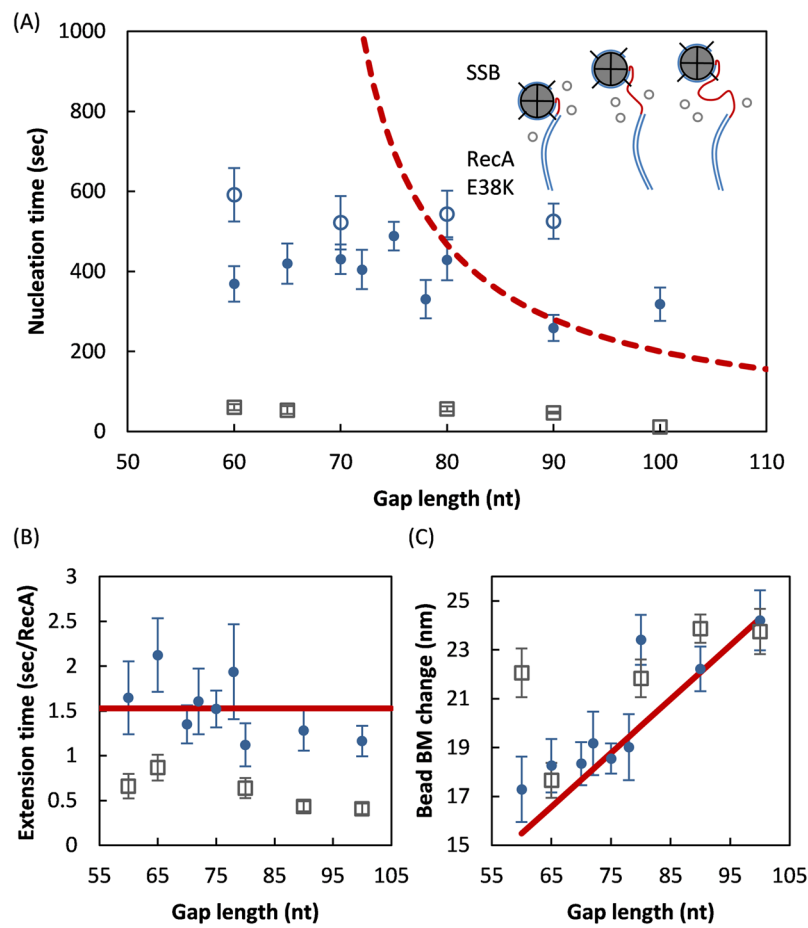 (A)
1000
800
600
400
200
0
Nucleation time (sec)
SSB
RecA
E38K
50 60 70 80 90 100 110
Gap length (nt)
(B)
3
2.5
2
1.5
1
0.5
0
Extension time (sec/RecA)
55 65 75 85 95 105
Gap length (nt)
(C)
25
23
21
19
17
15
Bead BM change (nm)
55 65 75 85 95 105
Gap length (nt)